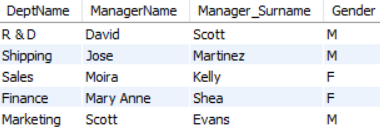 DeptName ManagerName Manager_Surname Gender
R & D David Scott M
Shipping Jose Martinez M
Sales Moira Kelly F
Finance Mary Anne Shea F
Marketing Scott Evans M